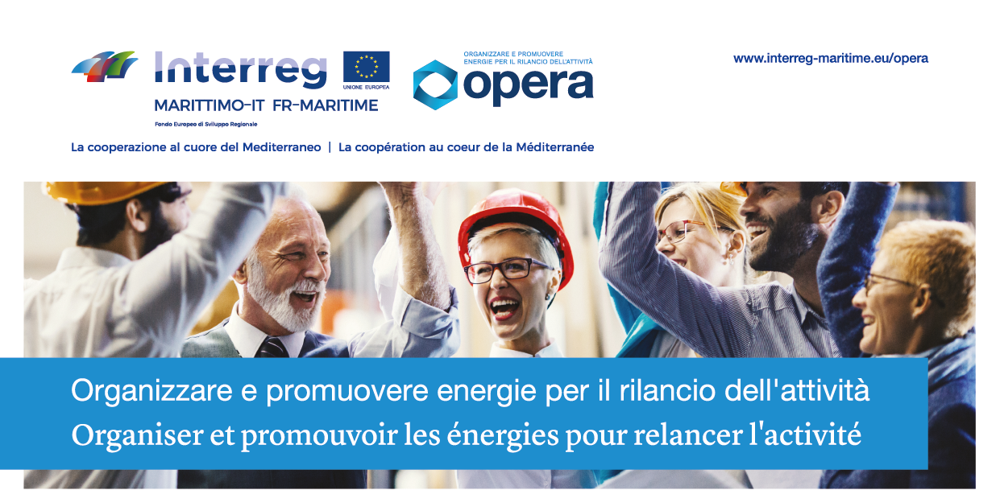 Interreg
UNIONE EUROPEA
MARITTIMO-IT FR-MARITIME
Fondo Europeo di Sviluppo Regionale
ORGANIZZARE E PROMUOVERE
ENERGIE PER IL RILANCIO DELL'ATTIVITÀ
opera
www.interreg-maritime.eu/opera
La cooperazione al cuore del Mediterraneo | La coopération au coeur de la Méditerranée
Organizzare e promuovere energie per il rilancio dell'attività
Organiser et promouvoir les énergies pour relancer l'activité